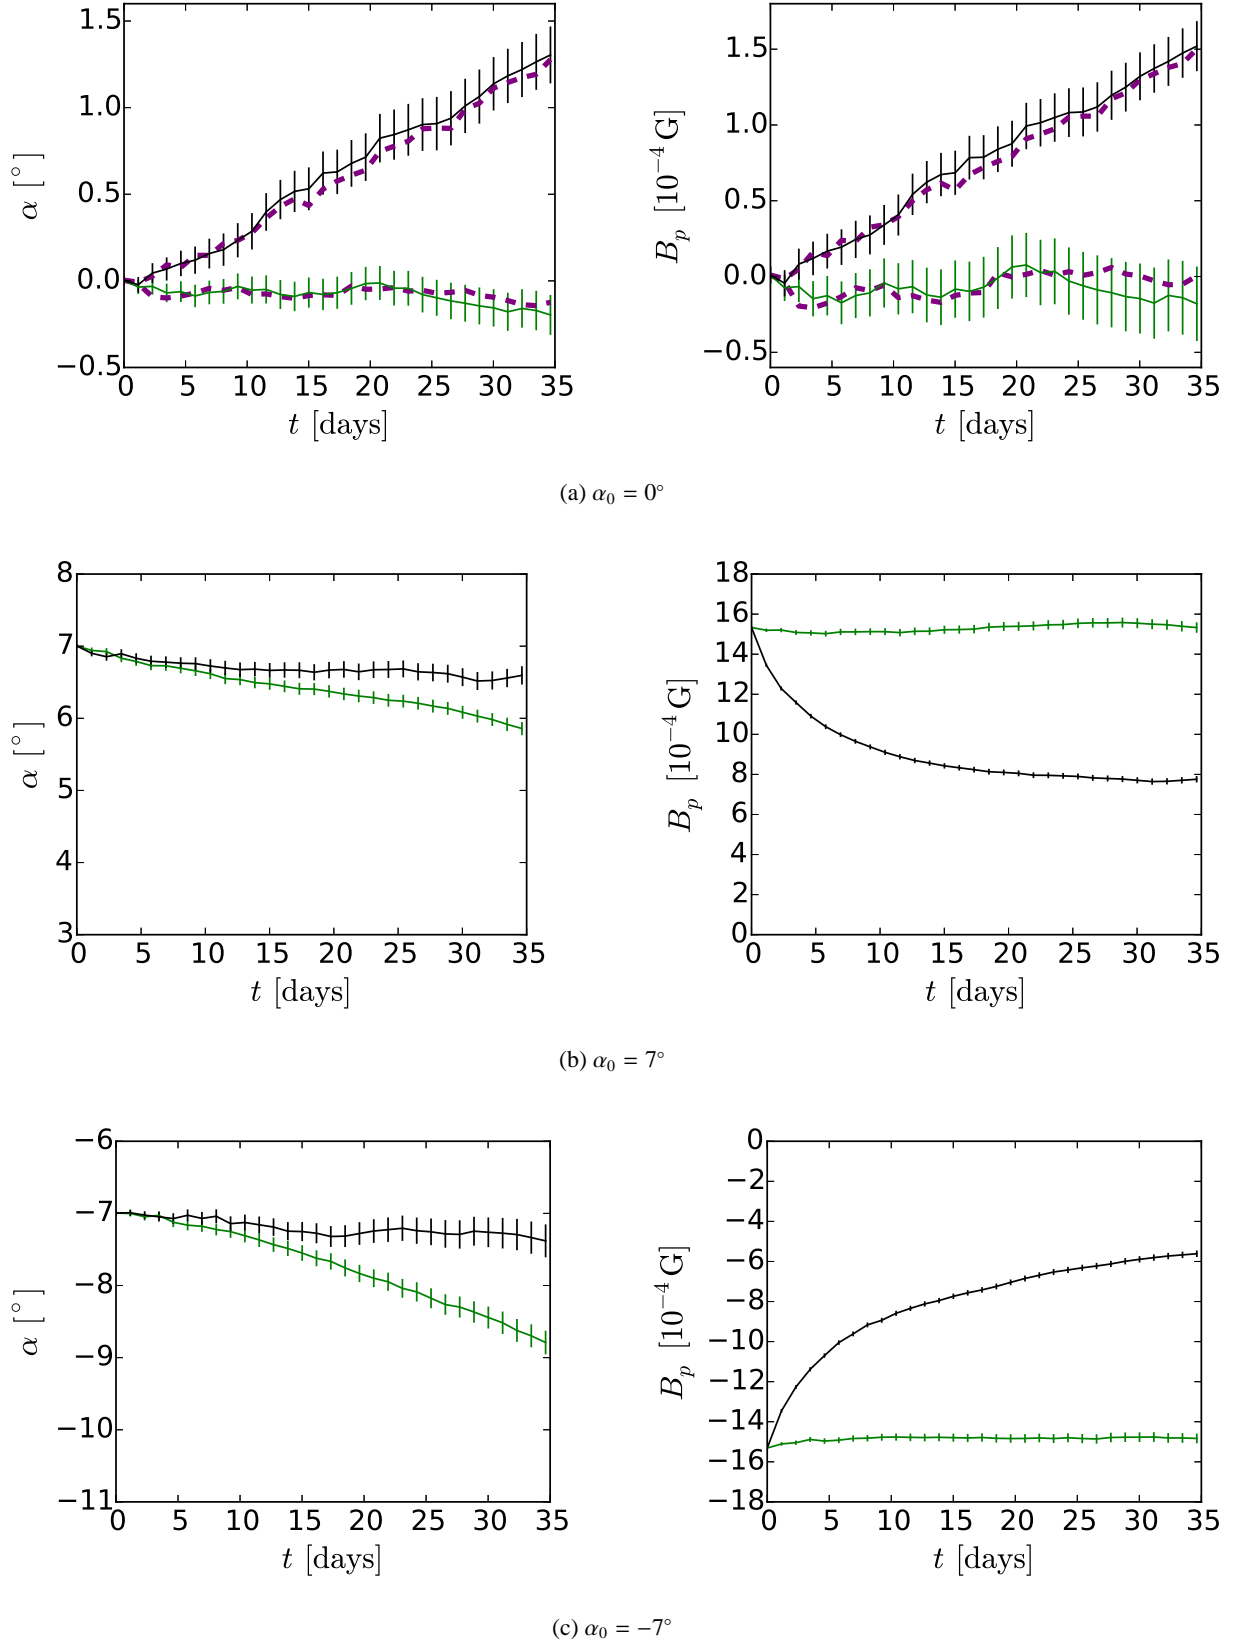 1.5
1.0
0.5
0.0
−0.5
α [°]
0 5 10 15 20 25 30 35
t [days]
1.5
1.0
0.5
0.0
−0.5
B_p [10^{−4} G]
0 5 10 15 20 25 30 35
t [days]
(a) α₀ = 0°
8
7
6
5
4
3
α [°]
0 5 10 15 20 25 30 35
t [days]
18
16
14
12
10
8
6
4
2
0
B_p [10^{−4} G]
0 5 10 15 20 25 30 35
t [days]
(b) α₀ = 7°
−6
−7
−8
−9
−10
−11
α [°]
0 5 10 15 20 25 30 35
t [days]
0
−2
−4
−6
−8
−10
−12
−14
−16
−18
B_p [10^{−4} G]
0 5 10 15 20 25 30 35
t [days]
(c) α₀ = −7°